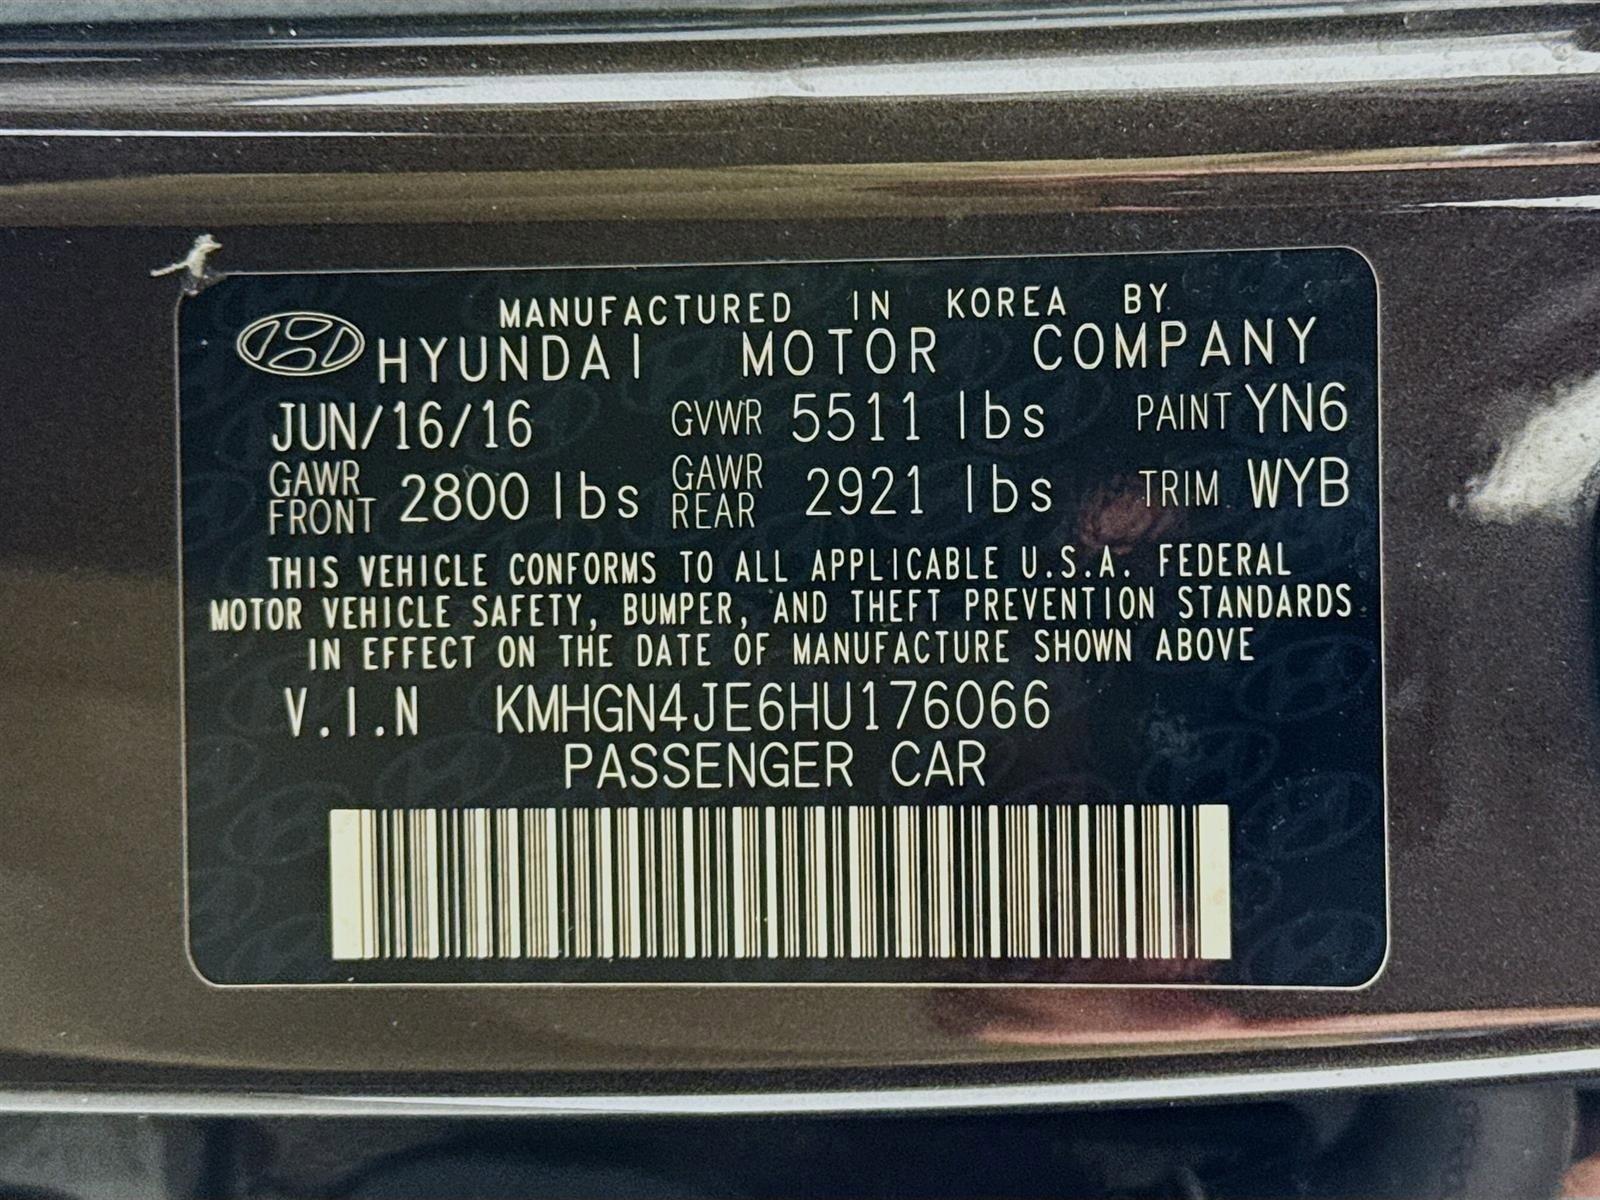 MANUFACTURED IN KOREA BY
HYUNDAI MOTOR COMPANY
JUN/16/16 GVWR 5511 lbs PAINT YN6
GAWR FRONT 2800 lbs GAWR REAR 2921 lbs TRIM WYB
THIS VEHICLE CONFORMS TO ALL APPLICABLE U.S.A. FEDERAL
MOTOR VEHICLE SAFETY, BUMPER, AND THEFT PREVENTION STANDARDS
IN EFFECT ON THE DATE OF MANUFACTURE SHOWN ABOVE
V.I.N KMHGN4JE6HU176066
PASSENGER CAR